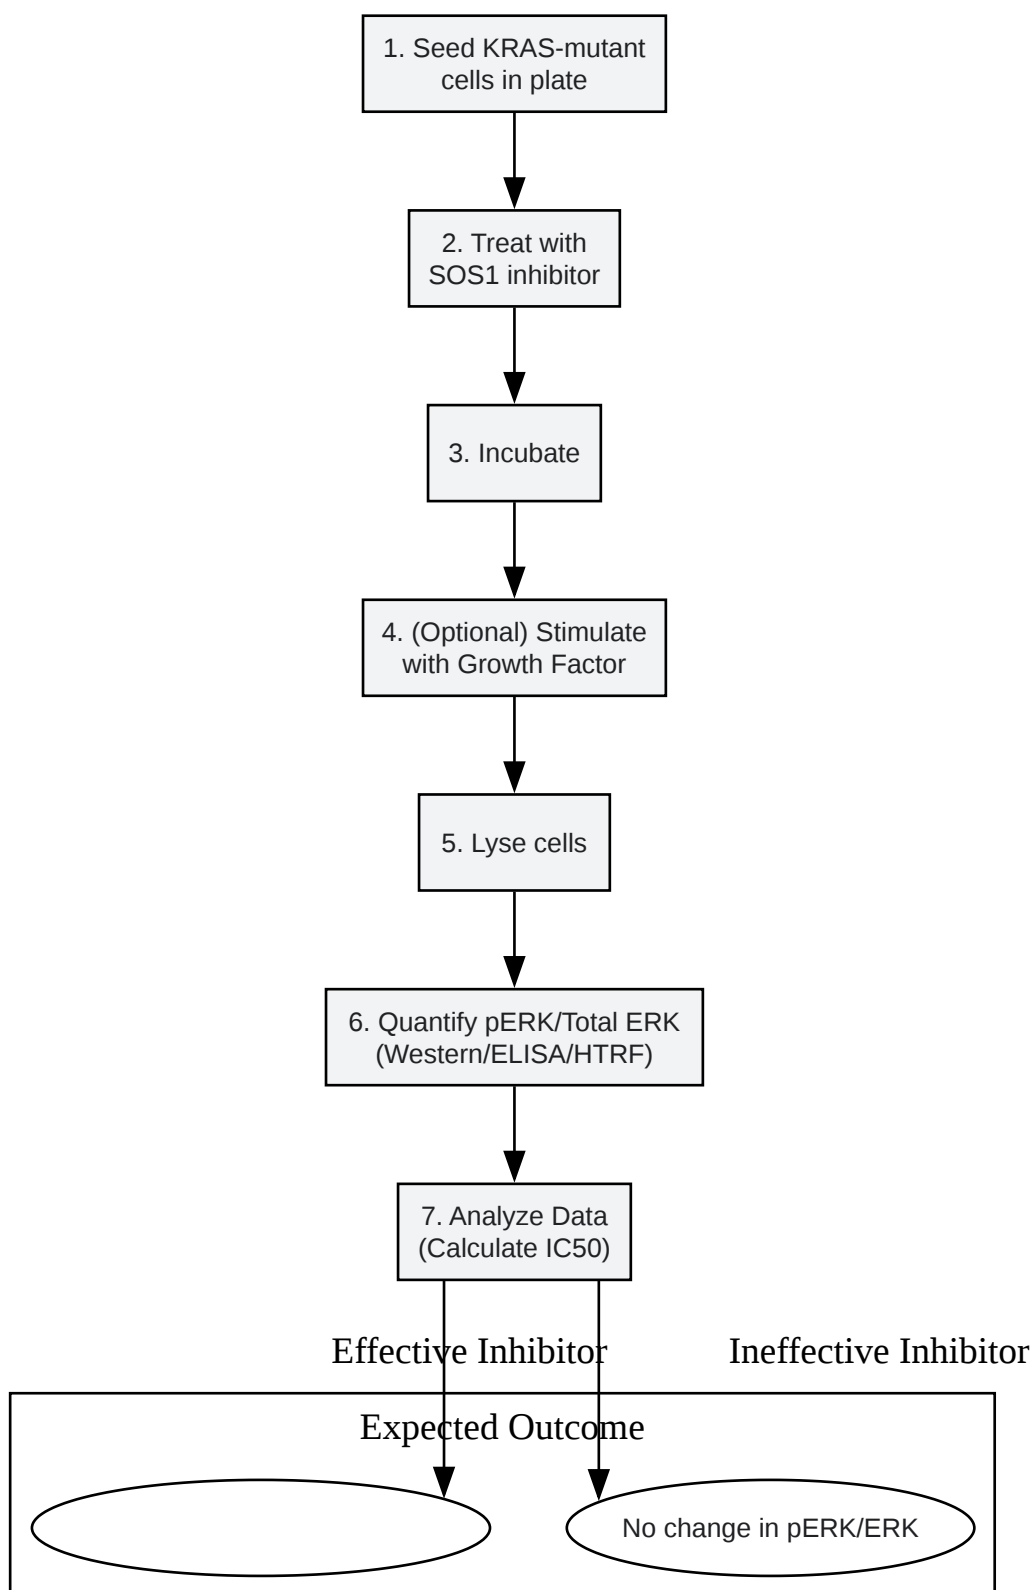 1. Seed KRAS-mutant
cells in plate
2. Treat with
SOS1 inhibitor
3. Incubate
4. (Optional) Stimulate
with Growth Factor
5. Lyse cells
6. Quantify pERK/Total ERK
(Western/ELISA/HTRF)
7. Analyze Data
(Calculate IC50)
Effective Inhibitor
Ineffective Inhibitor
Expected Outcome
No change in pERK/ERK